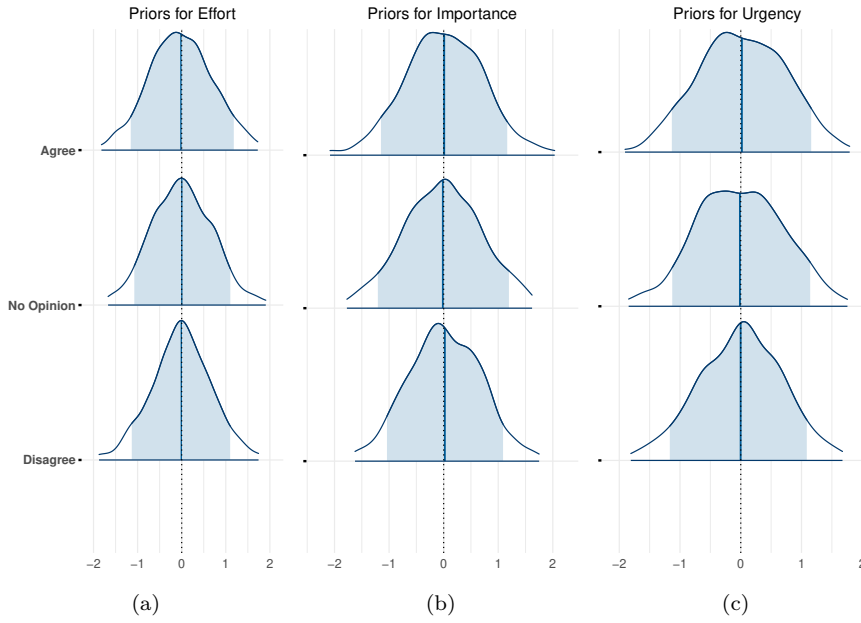 Priors for Effort
Priors for Importance
Priors for Urgency
Agree
No Opinion
Disagree
−2 −1 0 1 2
−2 −1 0 1 2
−2 −1 0 1 2
(a)
(b)
(c)